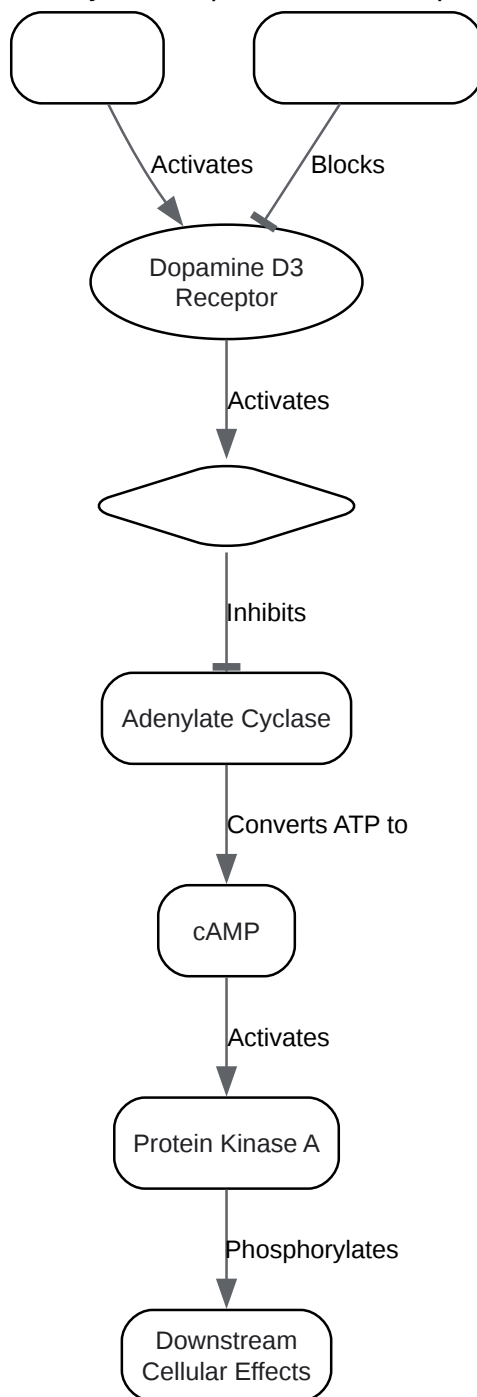 Activates
Blocks
Dopamine D3
Receptor
Activates
Inhibits
Adenylate Cyclase
Converts ATP to
cAMP
Activates
Protein Kinase A
Phosphorylates
Downstream
Cellular Effects